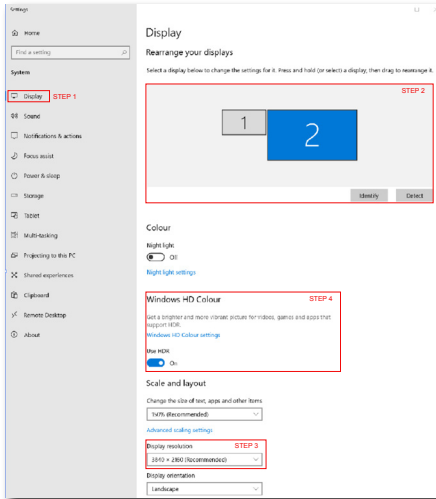 Settings
Home
Find a setting
System
Display
STEP 1
Sound
Notifications & actions
Focus assist
Power & sleep
Storage
Tablet
Multi-tasking
Projecting to this PC
Shared experiences
Clipboard
Remote Desktop
About
Display
Rearrange your displays
Select a display below to change the settings for it. Press and hold (or select) a display, then drag to rearrange it.
STEP 2
1
2
Identify
Detect
Colour
Night light
Off
Night light settings
Windows HD Colour
STEP 4
Get a brighter and more vibrant picture for videos, games and apps that
support HDR.
Windows HD Colour settings
Use HDR
On
Scale and layout
Change the size of text, apps and other items
Advanced scaling settings
Display resolution
STEP 3
3840 × 2160 (Recommended)
Display orientation
Landscape